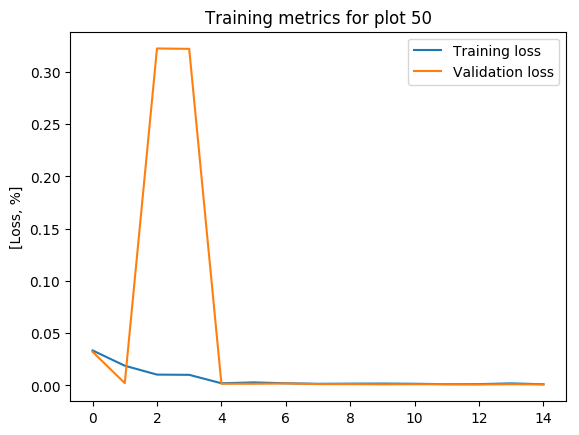 Training metrics for plot 50
Training loss
Validation loss
[Loss, %]
0.30
0.25
0.20
0.15
0.10
0.05
0.00
0 2 4 6 8 10 12 14